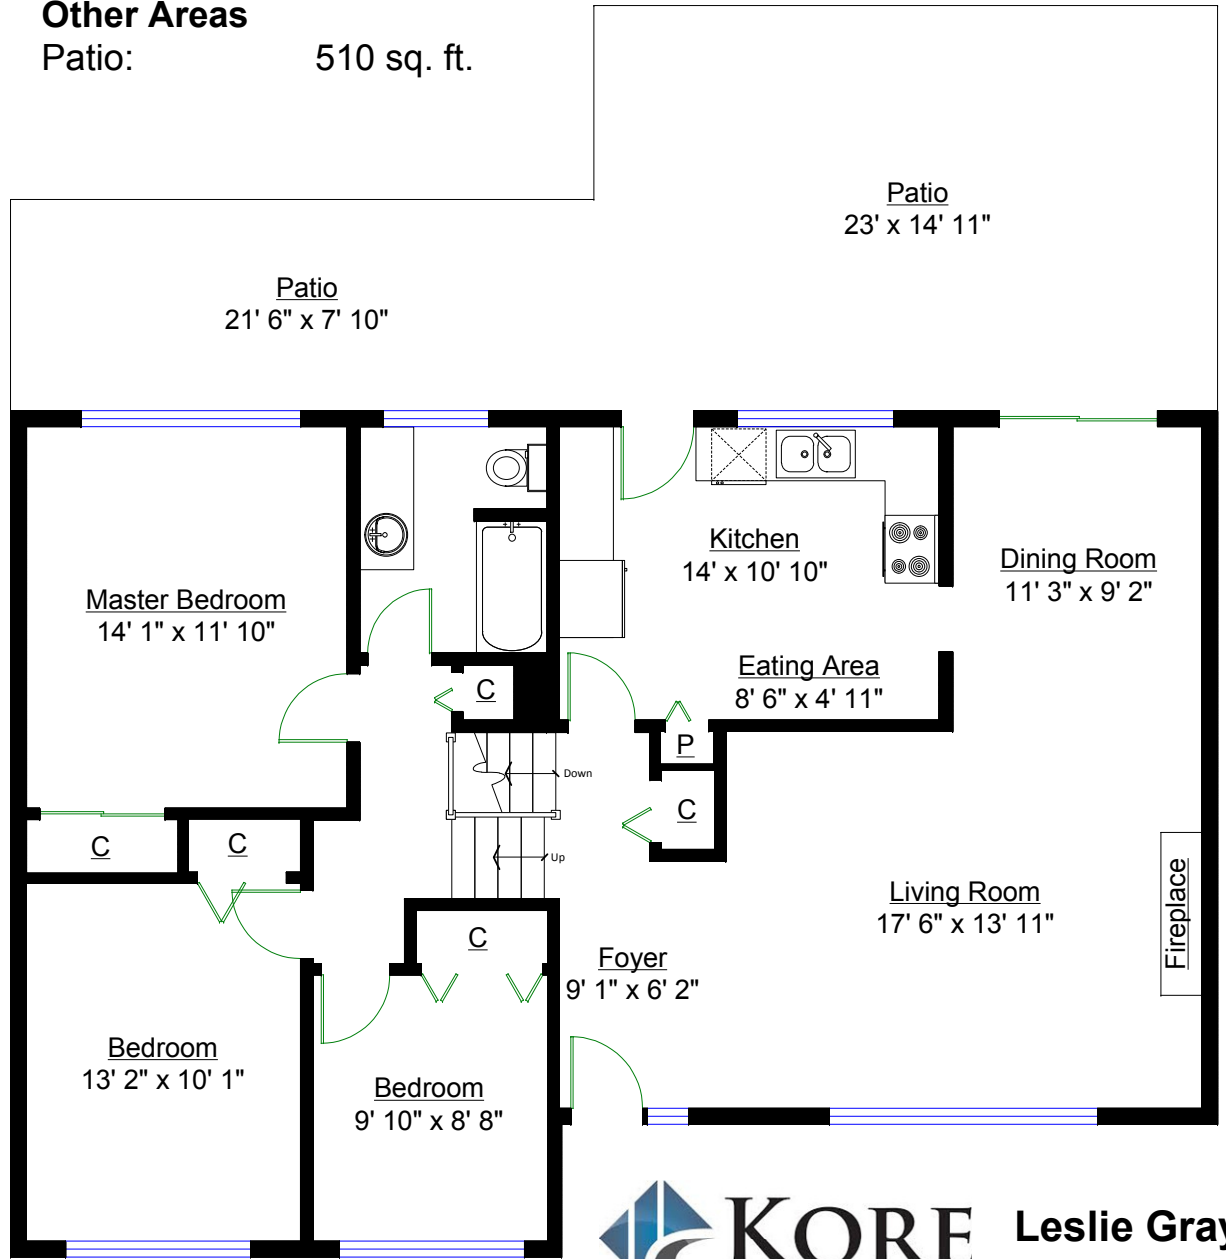 Other Areas
Patio: 510 sq. ft.
Patio
23' x 14' 11"
Patio
21' 6" x 7' 10"
Kitchen
14' x 10' 10"
Dining Room
11' 3" x 9' 2"
Master Bedroom
14' 1" x 11' 10"
Eating Area
8' 6" x 4' 11"
C
P
Down
C
C
C
Up
Living Room
17' 6" x 13' 11"
Fireplace
C
Foyer
9' 1" x 6' 2"
Bedroom
13' 2" x 10' 1"
Bedroom
9' 10" x 8' 8"
KORE
Leslie Gray